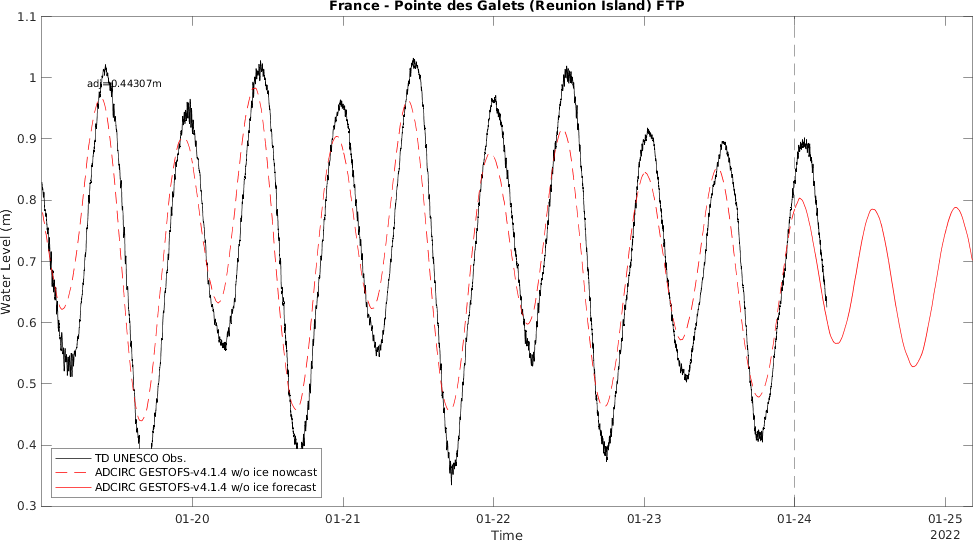 France - Pointe des Galets (Reunion Island) FTP
1.1
1
0.9
0.8
0.7
0.6
0.5
0.4
0.3
Water Level (m)
adj=0.44307m
TD UNESCO Obs.
ADCIRC GESTOFS-v4.1.4 w/o ice nowcast
ADCIRC GESTOFS-v4.1.4 w/o ice forecast
01-20
01-21
01-22
01-23
01-24
01-25
2022
Time